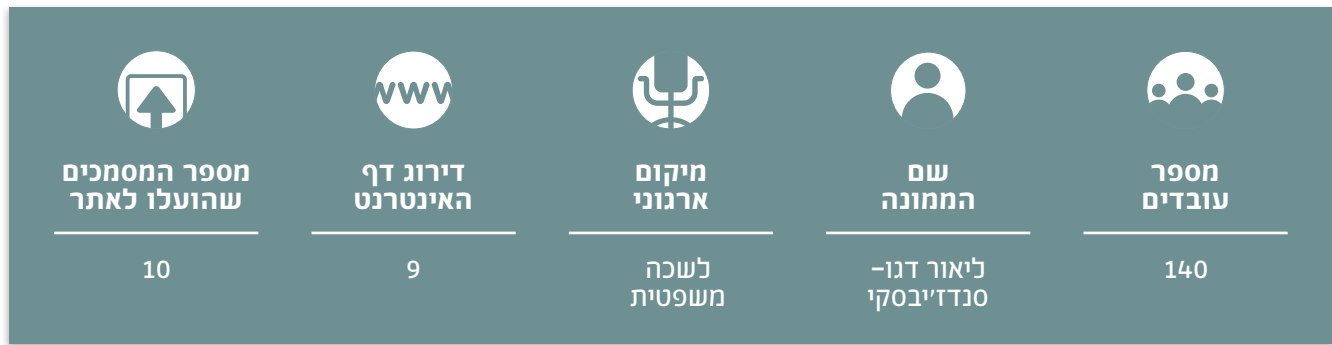 מספר
עובדים
140
שם
הממונה
ליאור דגו-
סנדז'יבסקי
מיקום
ארגוני
לשכה
משפטית
דירוג דף
האינטרנט
9
מספר המסמכים
שהועלו לאתר
10